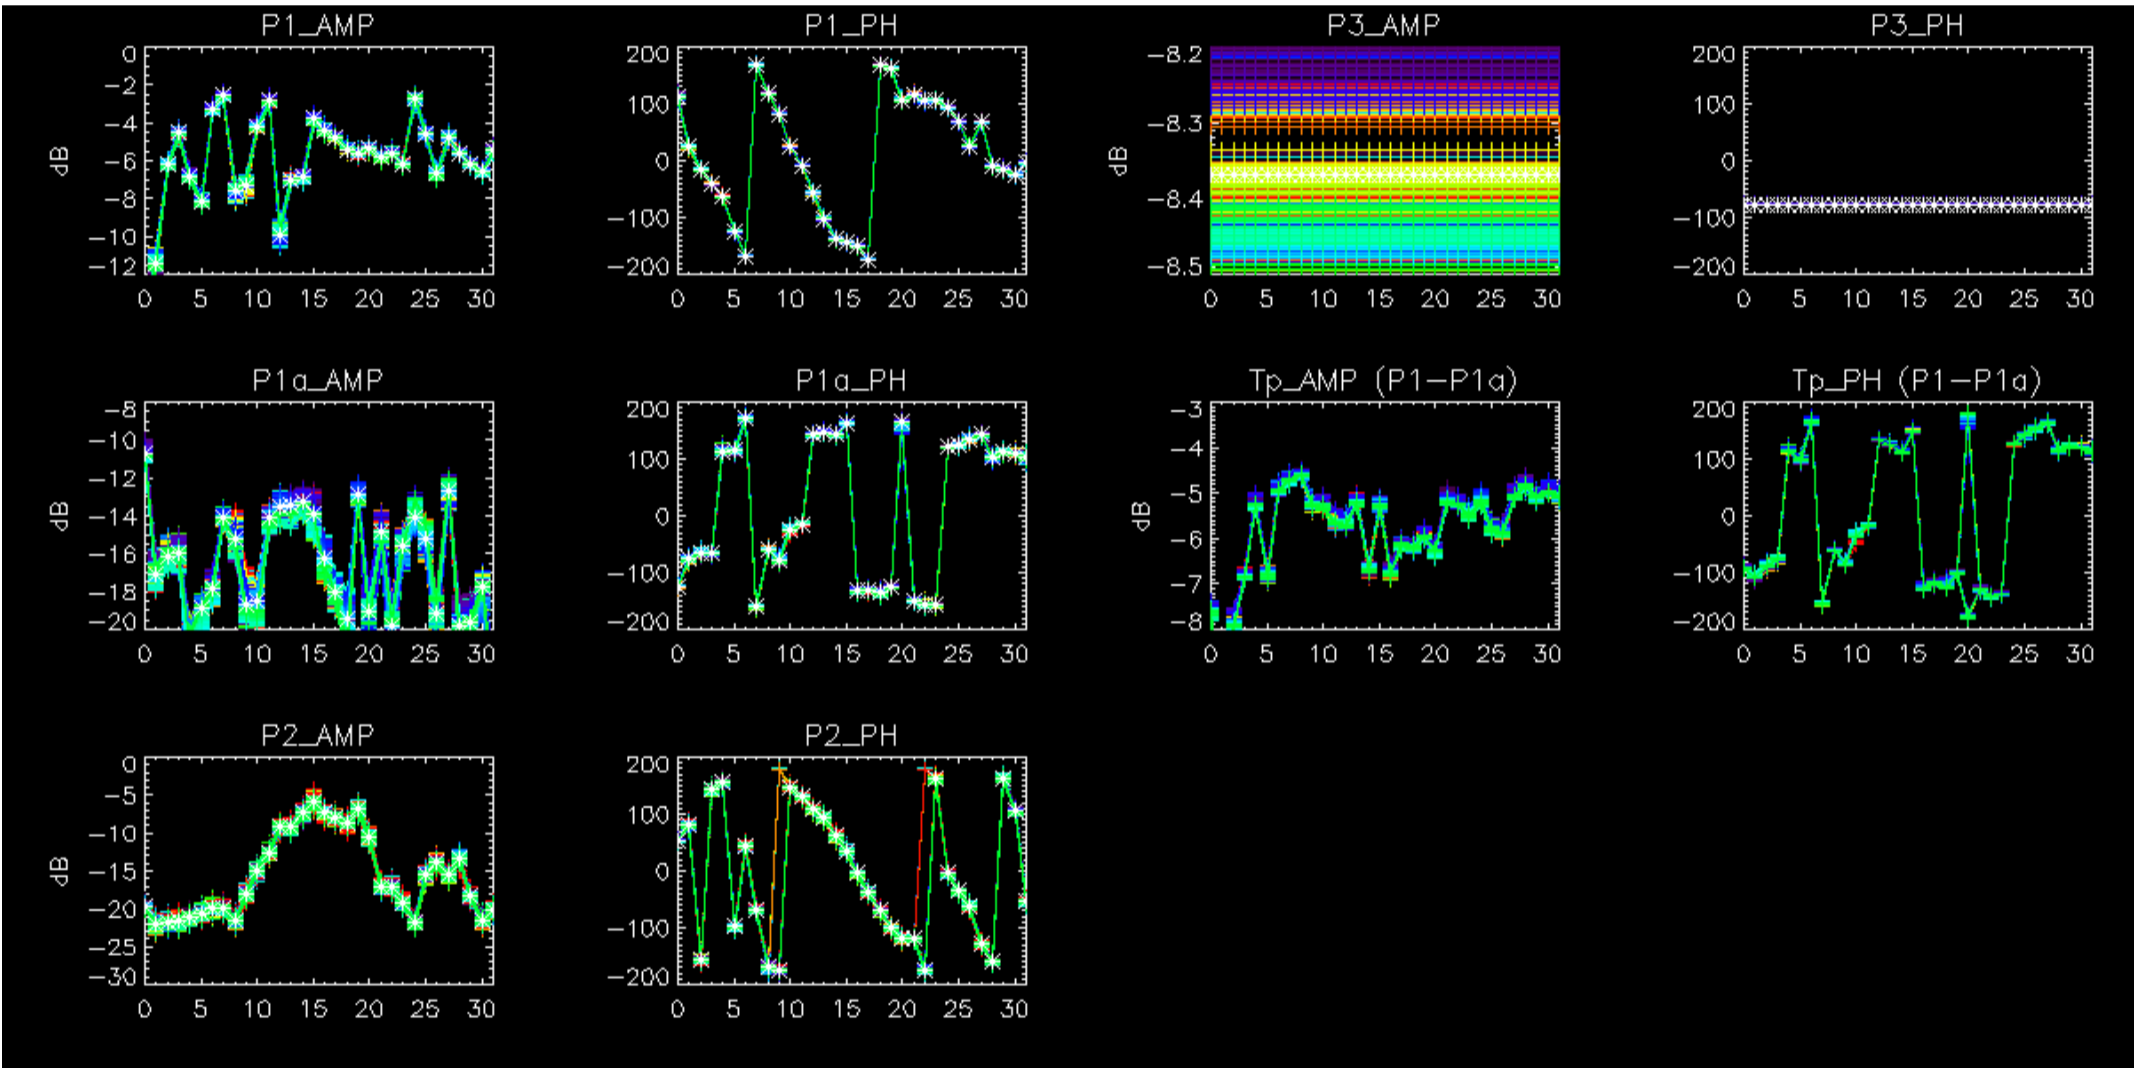 P1_AMP P1_PH P3_AMP P3_PH
0 200 -8.2 200
-2 100 -8.3 100
-4 0 -8.4 0
-6 -100 -8.5 -100
-8 -200 -200
-10
-12
dB dB
0 5 10 15 20 25 30 0 5 10 15 20 25 30 0 5 10 15 20 25 30 0 5 10 15 20 25 30
P1a_AMP P1a_PH Tp_AMP (P1-P1a) Tp_PH (P1-P1a)
-8 200 -3 200
-10 100 -4 100
-12 0 -5 0
-14 -100 -6 -100
-16 -200 -7 -200
-18 -8
-20
dB dB
0 5 10 15 20 25 30 0 5 10 15 20 25 30 0 5 10 15 20 25 30 0 5 10 15 20 25 30
P2_AMP P2_PH
0 200
-5 100
-10 0
-15 -100
-20 -200
-25
-30
dB
0 5 10 15 20 25 30 0 5 10 15 20 25 30